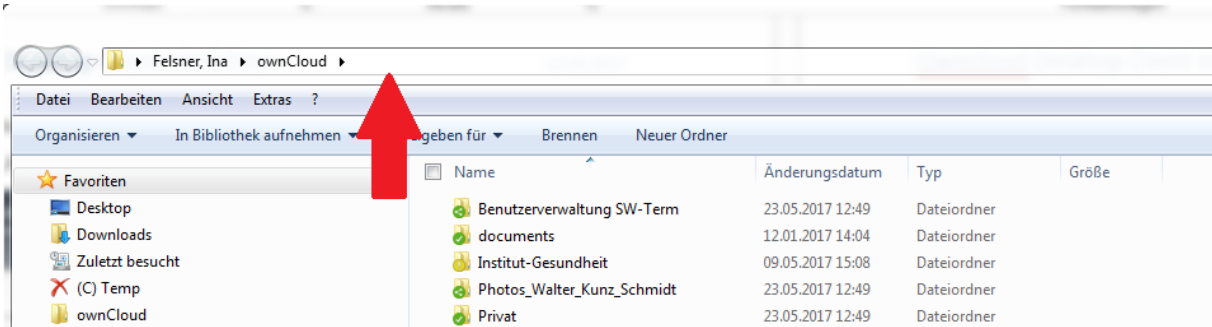 Felsner, Ina ownCloud
Datei Bearbeiten Ansicht Extras ?
Organisieren In Bibliothek aufnehmen igeben für Brennen Neuer Ordner
Name Änderungsdatum Typ Größe
Favoriten
Desktop Benutzerverwaltung SW-Term 23.05.2017 12:49 Dateiordner
Downloads documents 12.01.2017 14:04 Dateiordner
Zuletzt besucht Institut-Gesundheit 09.05.2017 15:08 Dateiordner
(C) Temp Photos_Walter_Kunz_Schmidt 23.05.2017 12:49 Dateiordner
ownCloud Privat 23.05.2017 12:49 Dateiordner